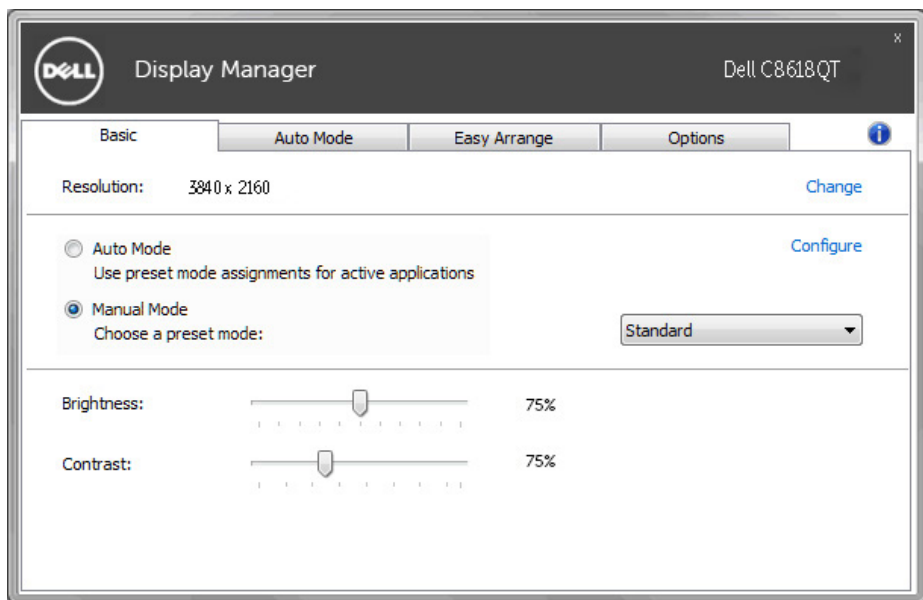 x
DELL Display Manager Dell C8618QT
Basic Auto Mode Easy Arrange Options i
Resolution: 3840 x 2160 Change
Auto Mode Configure
Use preset mode assignments for active applications
Manual Mode
Choose a preset mode: Standard
Brightness: 75%
Contrast: 75%